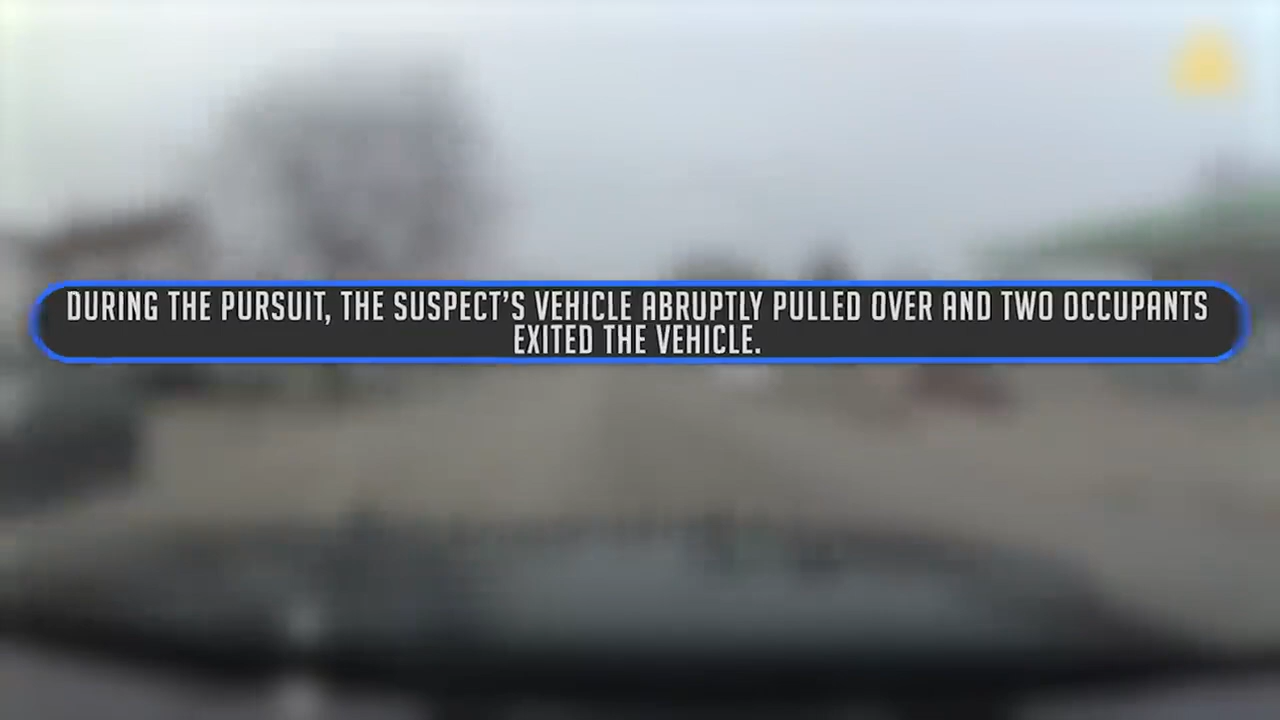 DURING THE PURSUIT, THE SUSPECT'S VEHICLE ABRUPTLY PULLED OVER AND TWO OCCUPANTS
EXITED THE VEHICLE.